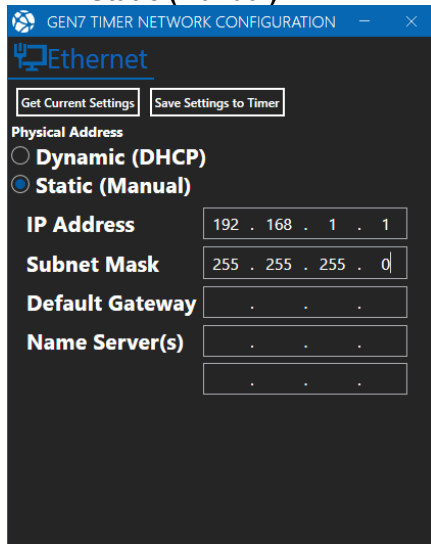 GEN7 TIMER NETWORK CONFIGURATION
Ethernet
Get Current Settings Save Settings to Timer
Physical Address
Dynamic (DHCP)
Static (Manual)
IP Address 192 . 168 . 1 . 1
Subnet Mask 255 . 255 . 255 . 0
Default Gateway . . .
Name Server(s) . . .
. . .